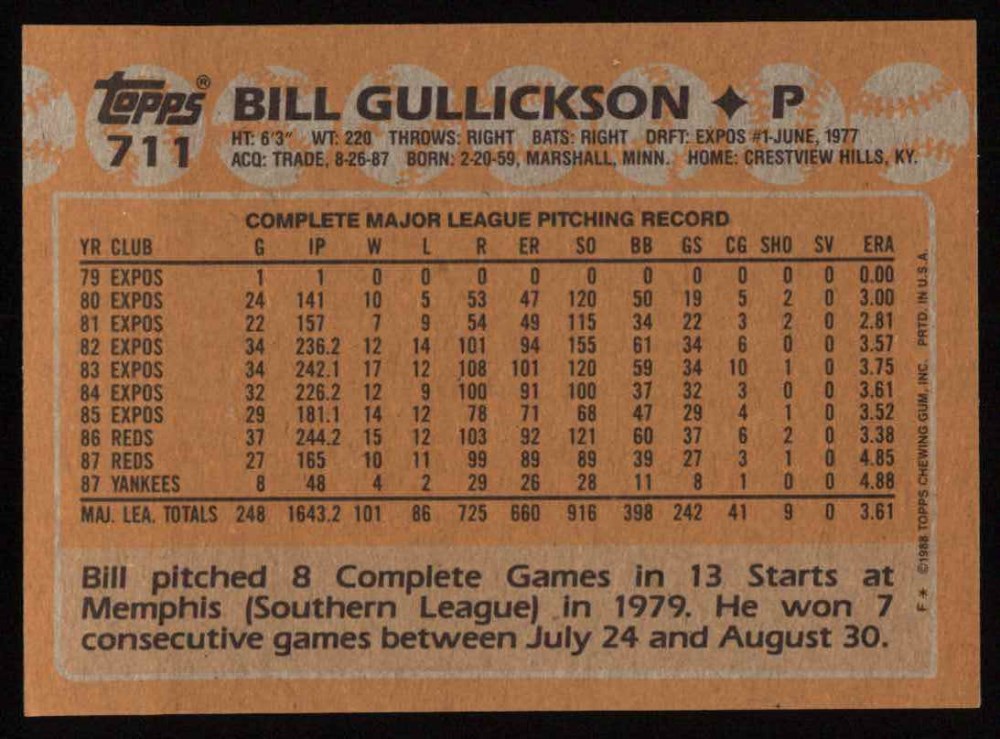 Topps® BILL GULLICKSON ✦ P
711
HT: 6'3" WT: 220 THROWS: RIGHT BATS: RIGHT DRFT: EXPOS #1-JUNE, 1977
ACQ: TRADE, 8-26-87 BORN: 2-20-59, MARSHALL, MINN. HOME: CRESTVIEW HILLS, KY.
COMPLETE MAJOR LEAGUE PITCHING RECORD
YR CLUB G IP W L R ER SO BB GS CG SHO SV ERA
79 EXPOS 1 1 0 0 0 0 0 0 0 0 0 0 0.00
80 EXPOS 24 141 10 5 53 47 120 50 19 5 2 0 3.00
81 EXPOS 22 157 7 9 54 49 115 34 22 3 2 0 2.81
82 EXPOS 34 236.2 12 14 101 94 155 61 34 6 0 0 3.57
83 EXPOS 34 242.1 17 12 108 101 120 59 34 10 1 0 3.75
84 EXPOS 32 226.2 12 9 100 91 100 37 32 3 0 0 3.61
85 EXPOS 29 181.1 14 12 78 71 68 47 29 4 1 0 3.52
86 REDS 37 244.2 15 12 103 92 121 60 37 6 2 0 3.38
87 REDS 27 165 10 11 99 89 89 39 27 3 1 0 4.85
87 YANKEES 8 48 4 2 29 26 28 11 8 1 0 0 4.88
MAJ. LEA. TOTALS 248 1643.2 101 86 725 660 916 398 242 41 9 0 3.61
Bill pitched 8 Complete Games in 13 Starts at
Memphis (Southern League) in 1979. He won 7
consecutive games between July 24 and August 30.
F* ©1988 TOPPS CHEWING GUM, INC. PRTD. IN U.S.A.